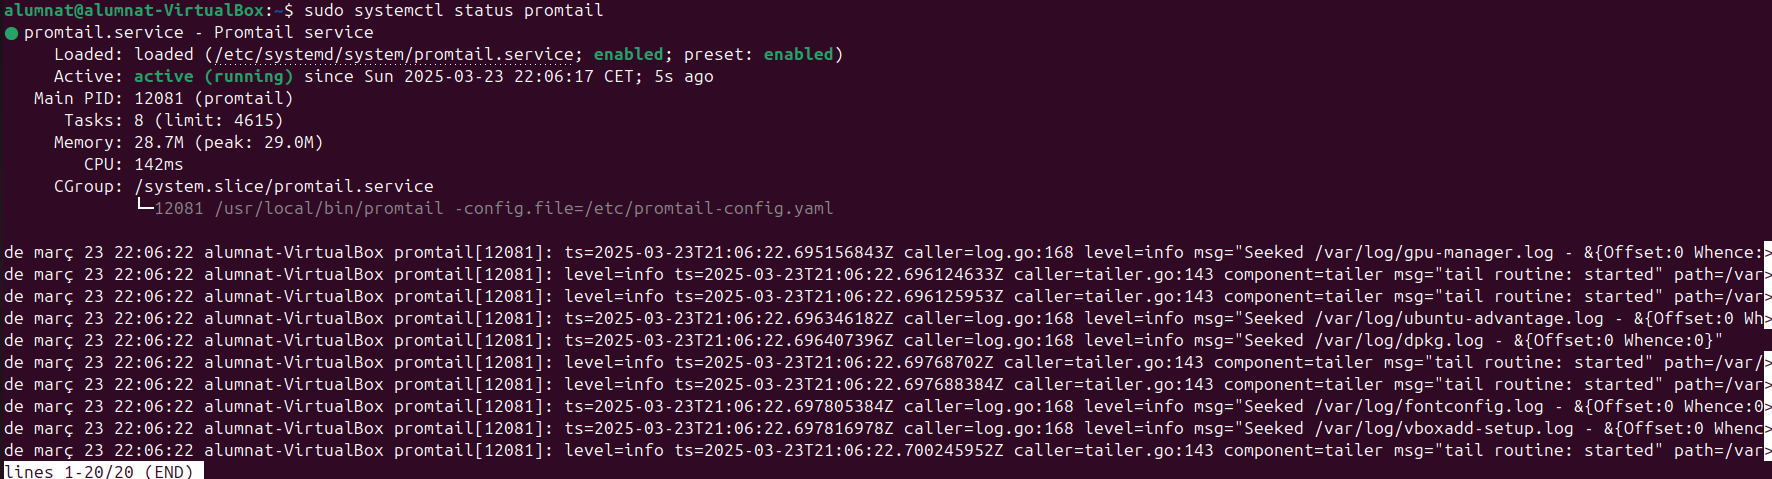 alumnat@alumnat-VirtualBox:~$ sudo systemctl status promtail
● promtail.service - Promtail service
Loaded: loaded (/etc/systemd/system/promtail.service; enabled; preset: enabled)
Active: active (running) since Sun 2025-03-23 22:06:17 CET; 5s ago
Main PID: 12081 (promtail)
Tasks: 8 (limit: 4615)
Memory: 28.7M (peak: 29.0M)
CPU: 142ms
CGroup: /system.slice/promtail.service
└─12081 /usr/local/bin/promtail -config.file=/etc/promtail-config.yaml
de març 23 22:06:22 alumnat-VirtualBox promtail[12081]: ts=2025-03-23T21:06:22.695156843Z caller=log.go:168 level=info msg="Seeked /var/log/gpu-manager.log - &{Offset:0 Whence:>
de març 23 22:06:22 alumnat-VirtualBox promtail[12081]: level=info ts=2025-03-23T21:06:22.696124633Z caller=tailer.go:143 component=tailer msg="tail routine: started" path=/var>
de març 23 22:06:22 alumnat-VirtualBox promtail[12081]: level=info ts=2025-03-23T21:06:22.696125953Z caller=tailer.go:143 component=tailer msg="tail routine: started" path=/var>
de març 23 22:06:22 alumnat-VirtualBox promtail[12081]: ts=2025-03-23T21:06:22.696346182Z caller=log.go:168 level=info msg="Seeked /var/log/ubuntu-advantage.log - &{Offset:0 Wh>
de març 23 22:06:22 alumnat-VirtualBox promtail[12081]: ts=2025-03-23T21:06:22.696407396Z caller=log.go:168 level=info msg="Seeked /var/log/dpkg.log - &{Offset:0 Whence:0}"
de març 23 22:06:22 alumnat-VirtualBox promtail[12081]: level=info ts=2025-03-23T21:06:22.69768702Z caller=tailer.go:143 component=tailer msg="tail routine: started" path=/var/>
de març 23 22:06:22 alumnat-VirtualBox promtail[12081]: level=info ts=2025-03-23T21:06:22.697688384Z caller=tailer.go:143 component=tailer msg="tail routine: started" path=/var>
de març 23 22:06:22 alumnat-VirtualBox promtail[12081]: ts=2025-03-23T21:06:22.697805384Z caller=log.go:168 level=info msg="Seeked /var/log/fontconfig.log - &{Offset:0 Whence:0>
de març 23 22:06:22 alumnat-VirtualBox promtail[12081]: ts=2025-03-23T21:06:22.697816978Z caller=log.go:168 level=info msg="Seeked /var/log/vboxadd-setup.log - &{Offset:0 Whenc>
de març 23 22:06:22 alumnat-VirtualBox promtail[12081]: level=info ts=2025-03-23T21:06:22.700245952Z caller=tailer.go:143 component=tailer msg="tail routine: started" path=/var>
lines 1-20/20 (END)